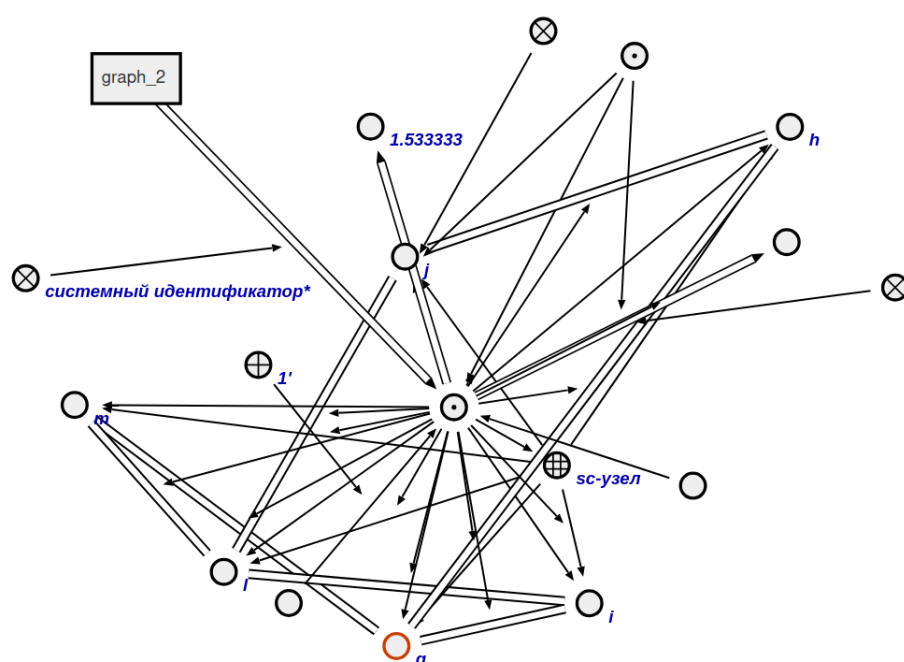 graph_2
1.533333
h
j
системный идентификатор*
1'
m
sc-узел
l
i
g